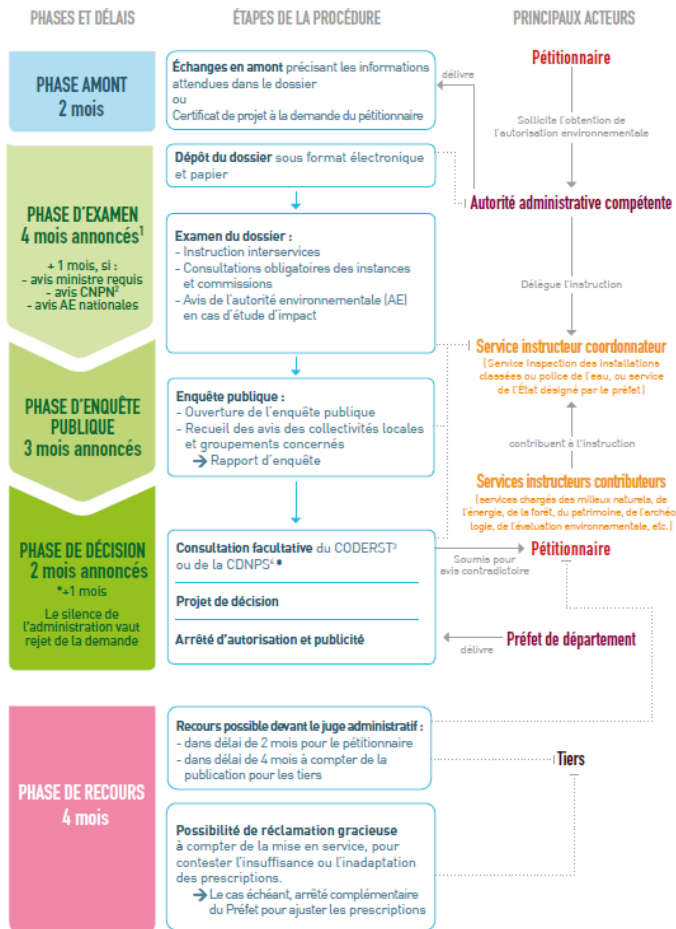 PHASES ET DÉLAIS
ÉTAPES DE LA PROCÉDURE
PRINCIPAUX ACTEURS
PHASE AMONT
2 mois
Échanges en amont précisant les informations
attendues dans le dossier
ou
Certificat de projet à la demande du pétitionnaire
délivre
Pétitionnaire
Sollicite l'obtention de
l'autorisation environnementale
Dépôt du dossier sous format électronique
et papier
Autorité administrative compétente
PHASE D'EXAMEN
4 mois annoncés¹
+ 1 mois, si :
- avis ministre requis
- avis CNPN²
- avis AE nationales
Examen du dossier :
- Instruction interservices
- Consultations obligatoires des instances
et commissions
- Avis de l'autorité environnementale (AE)
en cas d'étude d'impact
Délègue l'instruction
Service instructeur coordonnateur
(Service inspection des installations
classées ou police de l'eau, ou service
de l'État désigné par le préfet)
PHASE D'ENQUÊTE
PUBLIQUE
3 mois annoncés
Enquête publique :
- Ouverture de l'enquête publique
- Recueil des avis des collectivités locales
et groupements concernés
→ Rapport d'enquête
contribuent à l'instruction
Services instructeurs contributeurs
(services chargés des milieux naturels, de
l'énergie, de la forêt, du patrimoine, de l'archéo
logie, de l'évaluation environnementale, etc.)
PHASE DE DÉCISION
2 mois annoncés
*+1 mois
Le silence de
l'administration vaut
rejet de la demande
Consultation facultative du CODERST³
ou de la CDNPS⁴*
Projet de décision
Arrêté d'autorisation et publicité
Soumis pour
avis contradictoire
Pétitionnaire
délivre
Préfet de département
PHASE DE RECOURS
4 mois
Recours possible devant le juge administratif :
- dans délai de 2 mois pour le pétitionnaire
- dans délai de 4 mois à compter de la
publication pour les tiers
Tiers
Possibilité de réclamation gracieuse
à compter de la mise en service, pour
contester l'insuffisance ou l'inadaptation
des prescriptions.
→ Le cas échéant, arrêté complémentaire
du Préfet pour ajuster les prescriptions